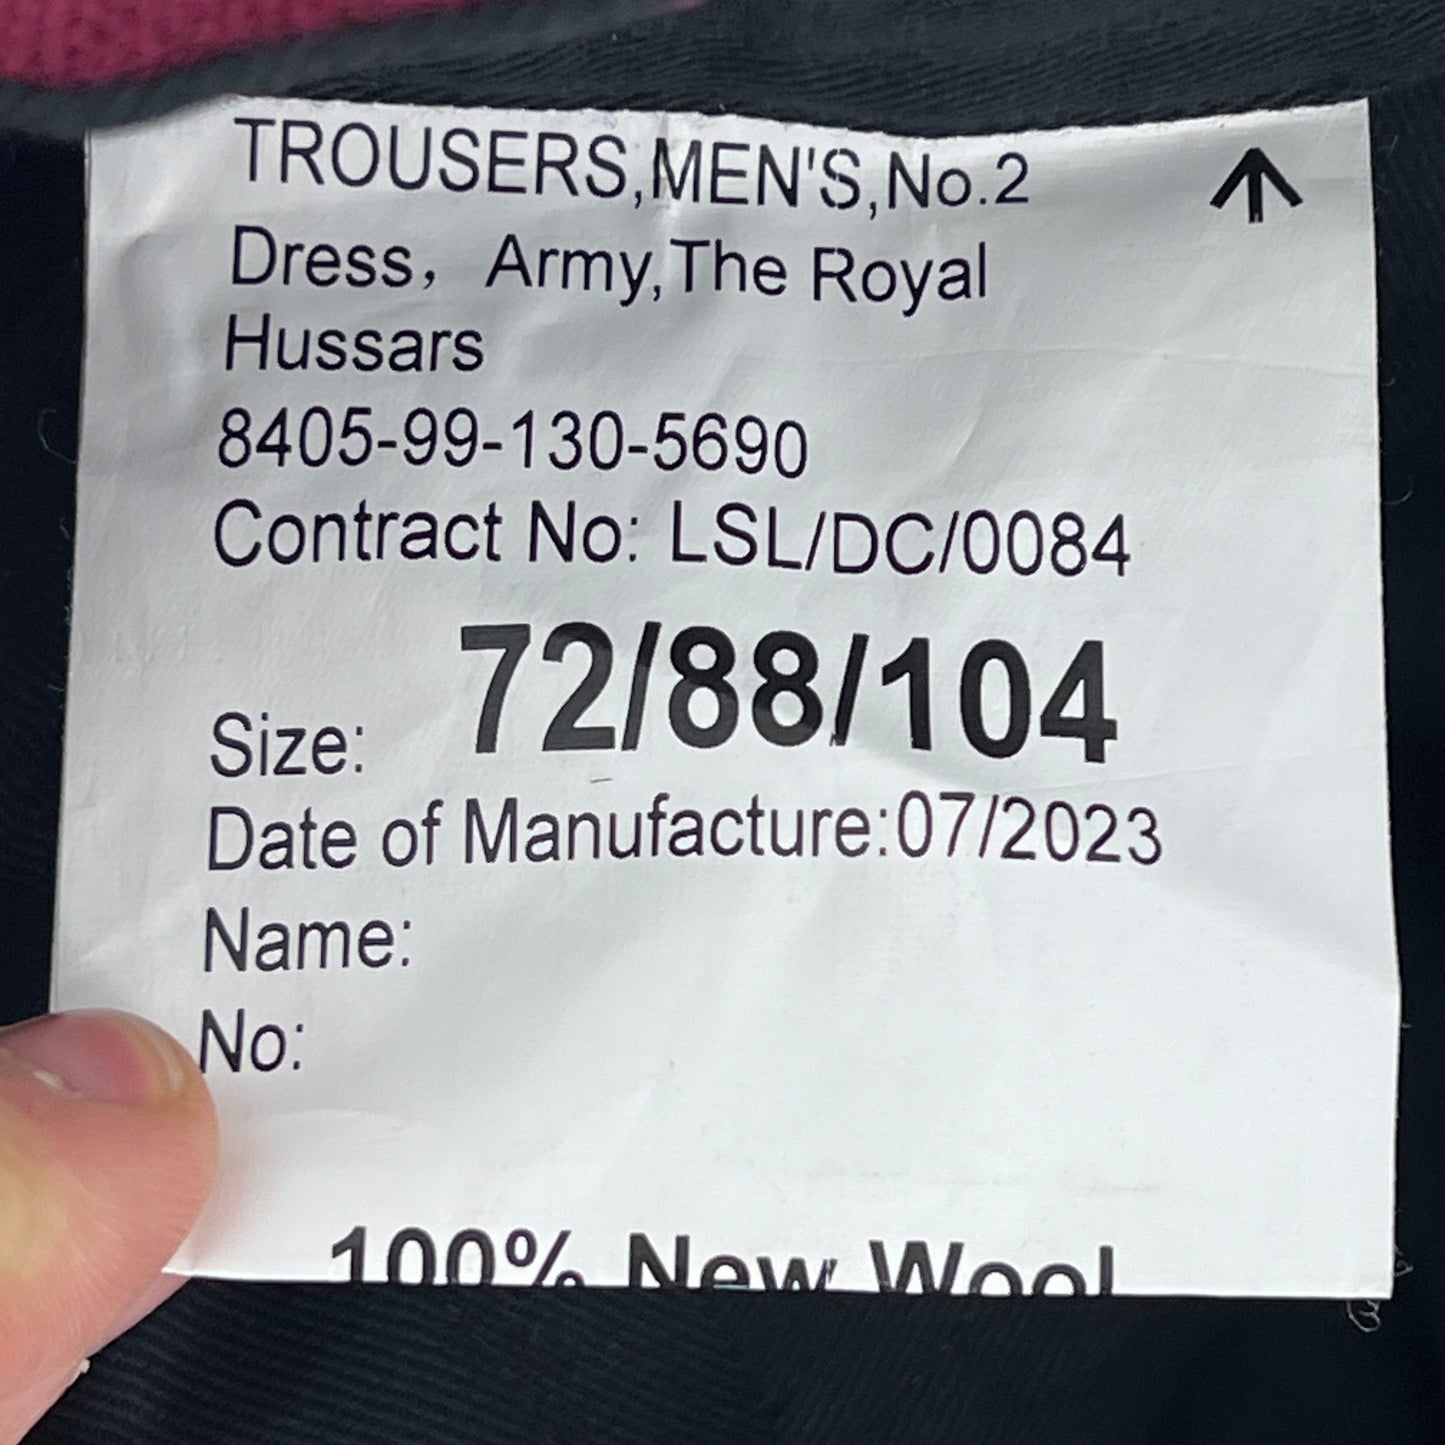 TROUSERS,MEN'S,No.2
Dress， Army,The Royal
Hussars
8405-99-130-5690
Contract No: LSL/DC/0084
Size: 72/88/104
Date of Manufacture:07/2023
Name:
No:
100% New Wool